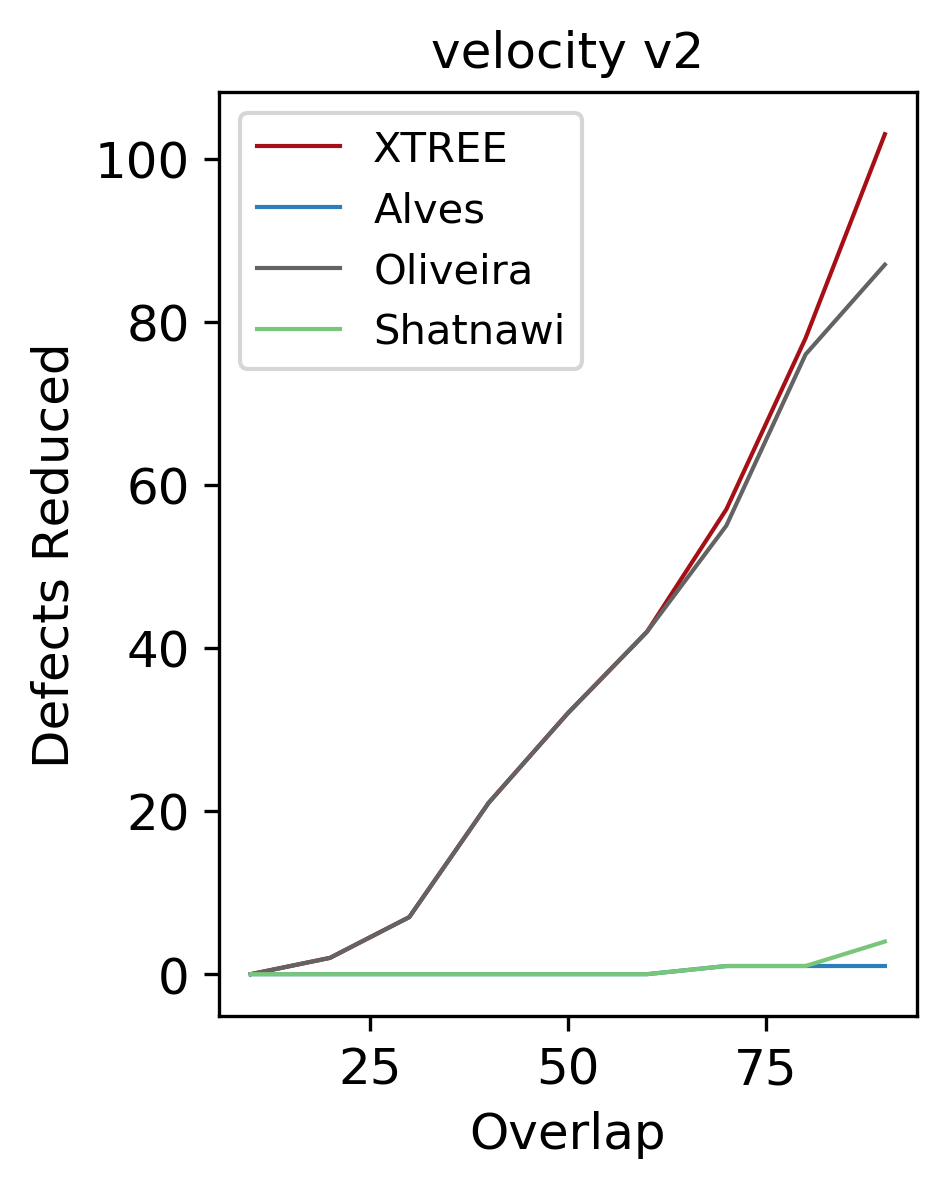 velocity v2
XTREE
Alves
Oliveira
Shatnawi
Defects Reduced
100
80
60
40
20
0
25 50 75
Overlap